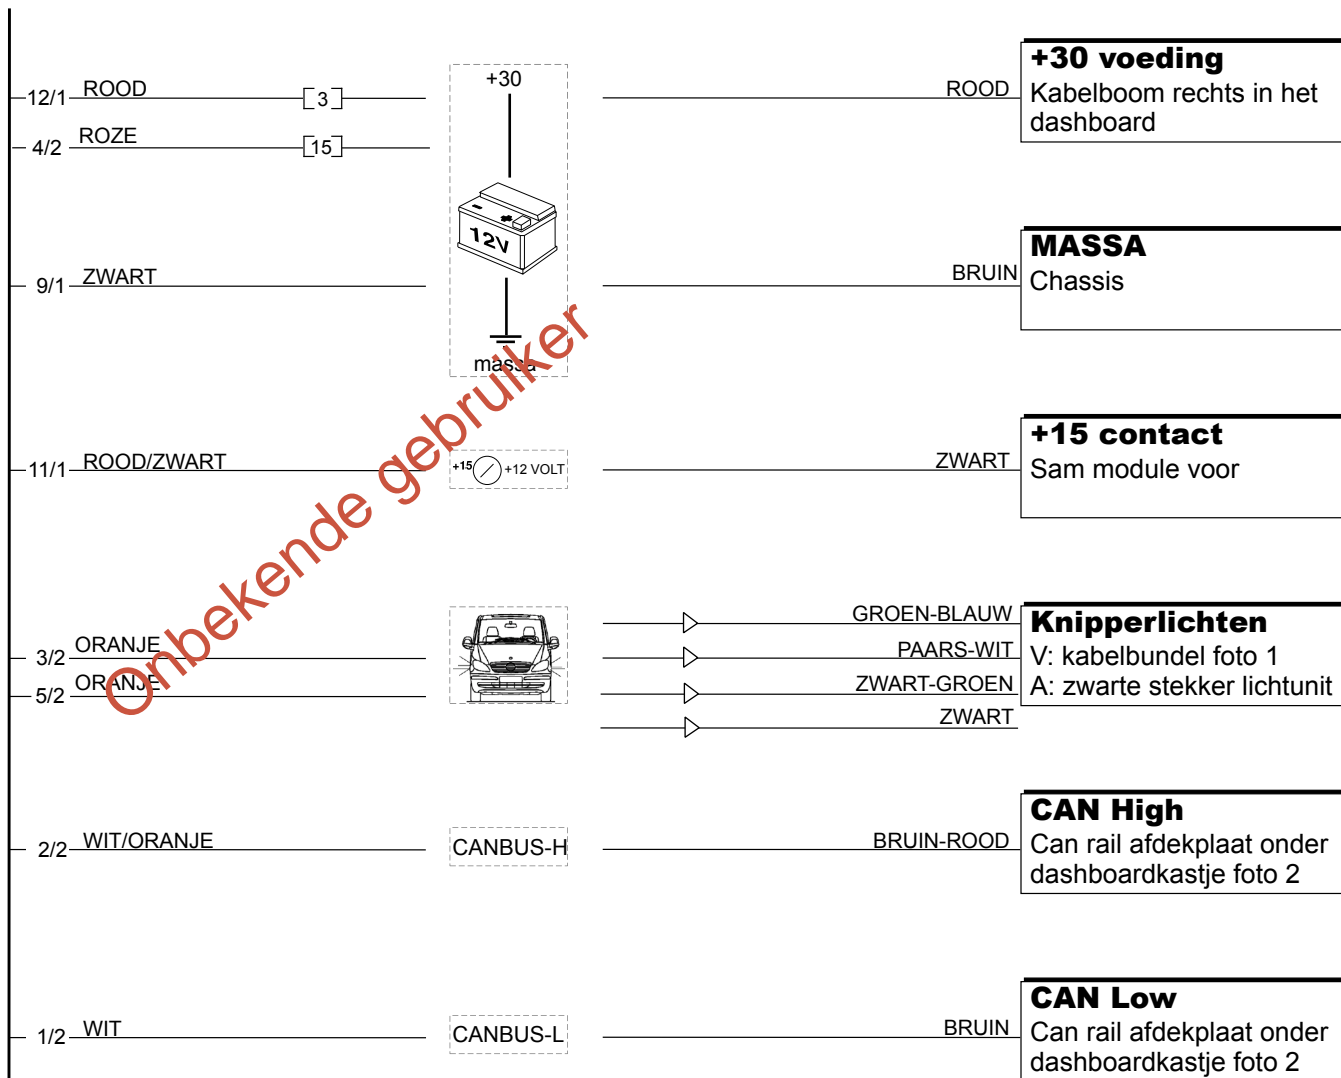 +30 voeding
Kabelboom rechts in het
dashboard
12/1 ROOD [3] +30 ROOD
4/2 ROZE [15]
12V
MASSA
Chassis
9/1 ZWART BRUIN
massa
+15 contact
Sam module voor
11/1 ROOD/ZWART +15 +12 VOLT ZWART
Knipperlichten
V: kabelbundel foto 1
A: zwarte stekker lichtunit
GROEN-BLAUW
3/2 ORANJE PAARS-WIT
5/2 ORANJE ZWART-GROEN
ZWART
CAN High
Can rail afdekplaat onder
dashboardkastje foto 2
2/2 WIT/ORANJE CANBUS-H BRUIN-ROOD
CAN Low
Can rail afdekplaat onder
dashboardkastje foto 2
1/2 WIT CANBUS-L BRUIN
Onbekende gebruiker